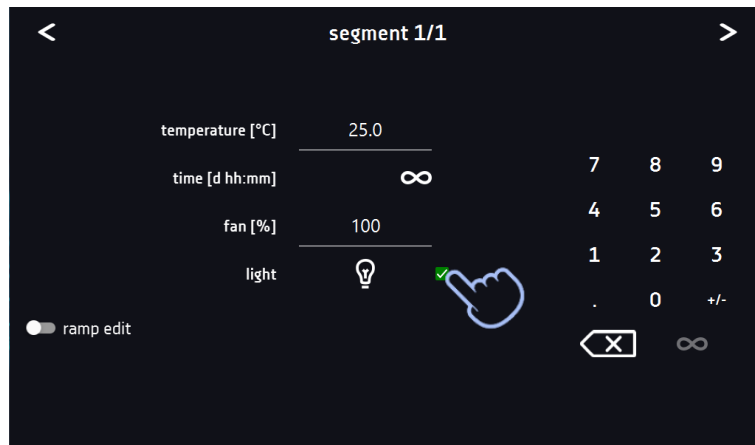 segment 1/1
temperature [°C] 25.0
time [d hh:mm] ∞
fan [%] 100
light
ramp edit
7 8 9
4 5 6
1 2 3
. 0 +/-
∞